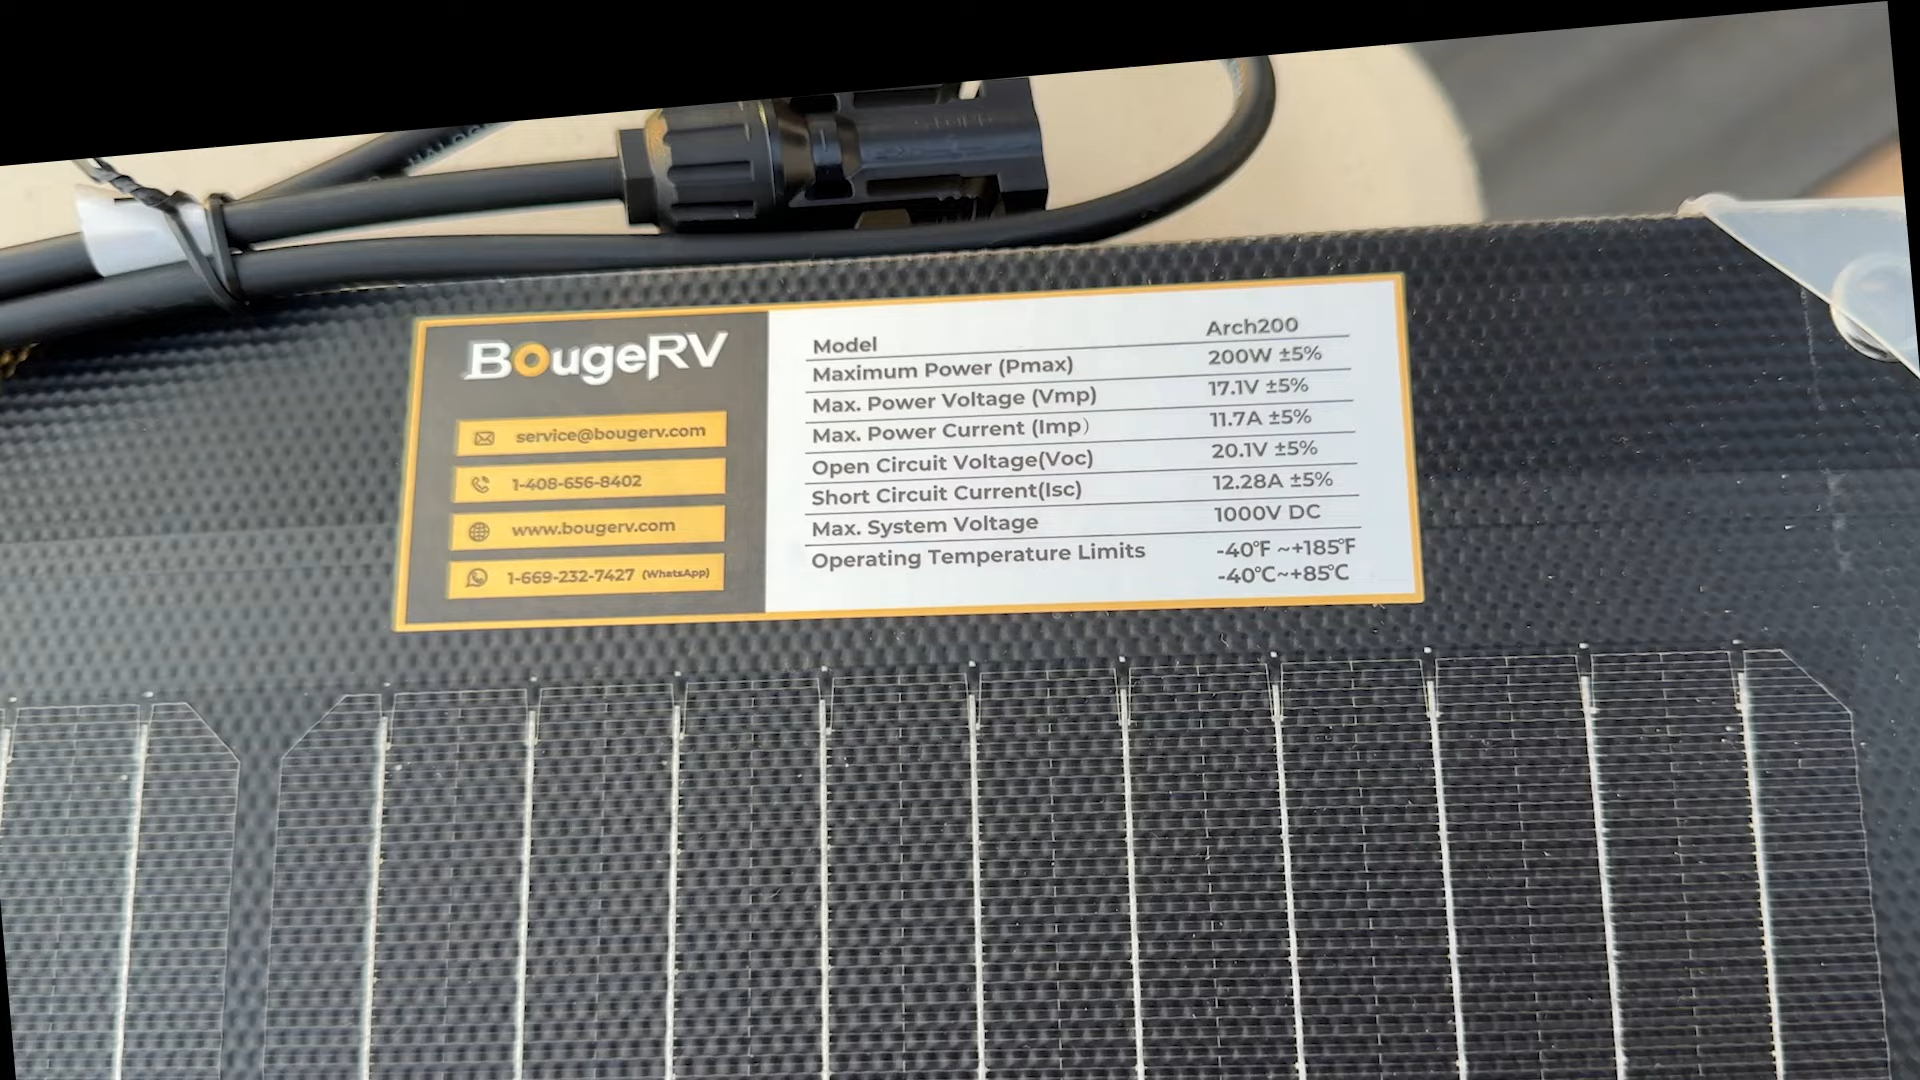 HALOG
BougeRV
service@bougerv.com
1-408-656-8402
www.bougerv.com
1-669-232-7427 (WhatsApp)
Model Arch200
Maximum Power (Pmax) 200W ±5%
Max. Power Voltage (Vmp) 17.1V ±5%
Max. Power Current (Imp) 11.7A ±5%
Open Circuit Voltage(Voc) 20.1V ±5%
Short Circuit Current(Isc) 12.28A ±5%
Max. System Voltage 1000V DC
Operating Temperature Limits -40°F ~+185°F
-40°C~+85°C